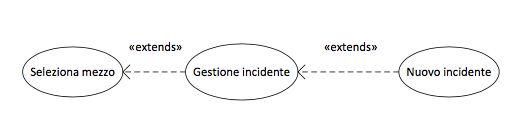 «extends» «extends»
Seleziona mezzo Gestione incidente Nuovo incidente